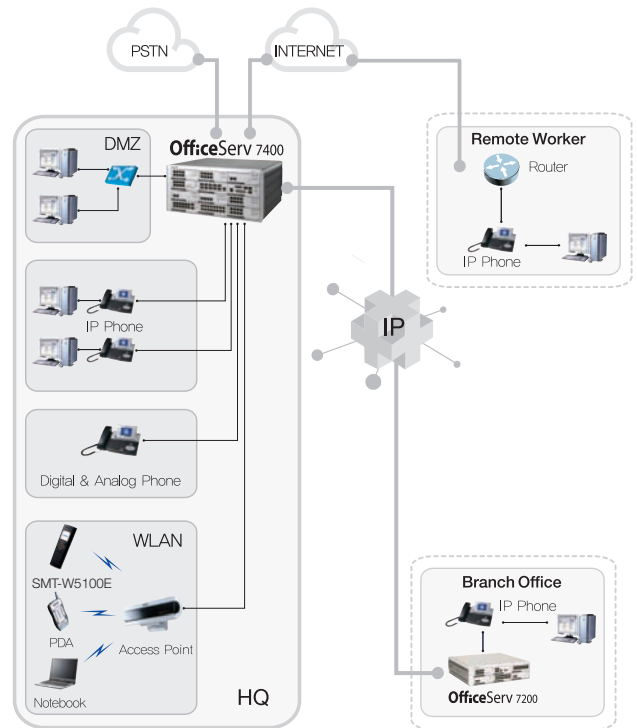 PSTN
INTERNET
DMZ
OfficeServ 7400
Remote Worker
Router
IP Phone
IP Phone
IP
Digital & Analog Phone
WLAN
SMT-W5100E
PDA
Access Point
Notebook
HQ
Branch Office
IP Phone
OfficeServ 7200